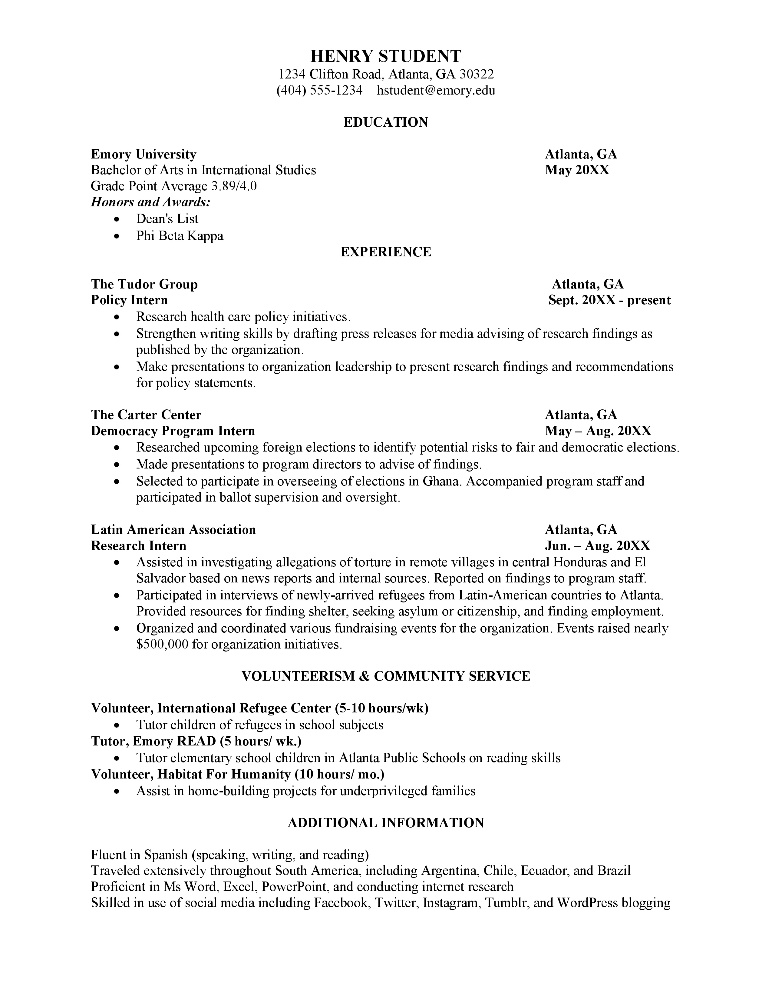 HENRY STUDENT
1234 Clifton Road, Atlanta, GA 30322
(404) 555-1234 hstudent@emory.edu
EDUCATION
Emory University Atlanta, GA
Bachelor of Arts in International Studies May 20XX
Grade Point Average 3.89/4.0
Honors and Awards:
• Dean's List
• Phi Beta Kappa
EXPERIENCE
The Tudor Group Atlanta, GA
Policy Intern Sept. 20XX - present
• Research health care policy initiatives.
• Strengthen writing skills by drafting press releases for media advising of research findings as
published by the organization.
• Make presentations to organization leadership to present research findings and recommendations
for policy statements.
The Carter Center Atlanta, GA
Democracy Program Intern May – Aug. 20XX
• Researched upcoming foreign elections to identify potential risks to fair and democratic elections.
• Made presentations to program directors to advise of findings.
• Selected to participate in overseeing of elections in Ghana. Accompanied program staff and
participated in ballot supervision and oversight.
Latin American Association Atlanta, GA
Research Intern Jun. – Aug. 20XX
• Assisted in investigating allegations of torture in remote villages in central Honduras and El
Salvador based on news reports and internal sources. Reported on findings to program staff.
• Participated in interviews of newly-arrived refugees from Latin-American countries to Atlanta.
Provided resources for finding shelter, seeking asylum or citizenship, and finding employment.
• Organized and coordinated various fundraising events for the organization. Events raised nearly
$500,000 for organization initiatives.
VOLUNTEERISM & COMMUNITY SERVICE
Volunteer, International Refugee Center (5-10 hours/wk)
• Tutor children of refugees in school subjects
Tutor, Emory READ (5 hours/ wk.)
• Tutor elementary school children in Atlanta Public Schools on reading skills
Volunteer, Habitat For Humanity (10 hours/ mo.)
• Assist in home-building projects for underprivileged families
ADDITIONAL INFORMATION
Fluent in Spanish (speaking, writing, and reading)
Traveled extensively throughout South America, including Argentina, Chile, Ecuador, and Brazil
Proficient in Ms Word, Excel, PowerPoint, and conducting internet research
Skilled in use of social media including Facebook, Twitter, Instagram, Tumblr, and WordPress blogging